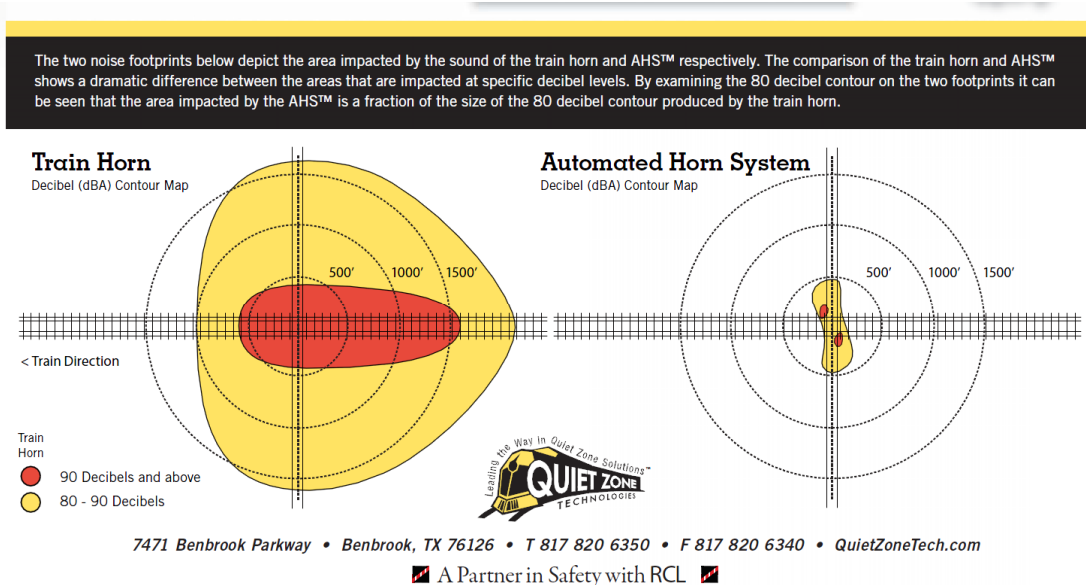 The two noise footprints below depict the area impacted by the sound of the train horn and AHS™ respectively. The comparison of the train horn and AHS™
shows a dramatic difference between the areas that are impacted at specific decibel levels. By examining the 80 decibel contour on the two footprints it can
be seen that the area impacted by the AHS™ is a fraction of the size of the 80 decibel contour produced by the train horn.
Train Horn
Decibel (dBA) Contour Map
500' 1000' 1500'
< Train Direction
Train
Horn
90 Decibels and above
80 - 90 Decibels
Automated Horn System
Decibel (dBA) Contour Map
500' 1000' 1500'
Leading the Way In Quiet Zone Solutions™
QUIET ZONE
TECHNOLOGIES
7471 Benbrook Parkway • Benbrook, TX 76126 • T 817 820 6350 • F 817 820 6340 • QuietZoneTech.com
A Partner in Safety with RCL